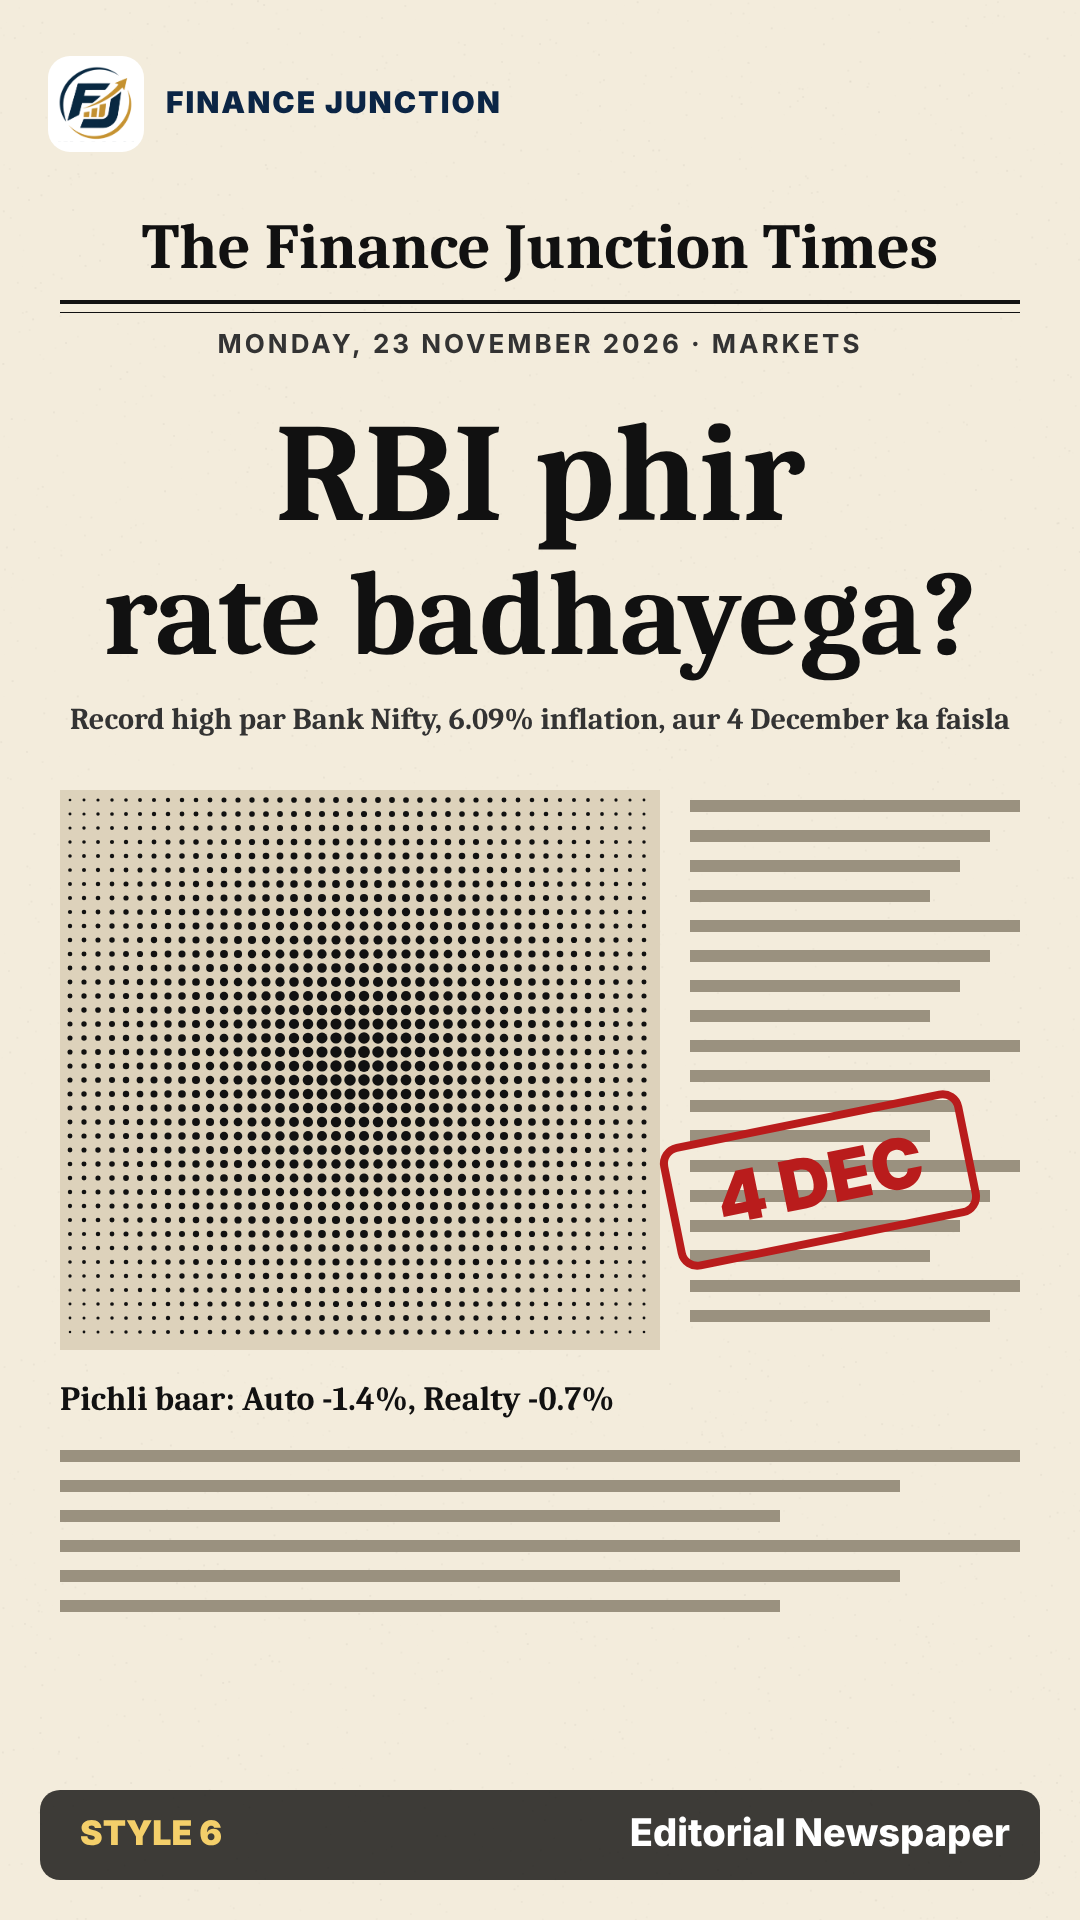 FJ
FINANCE JUNCTION
The Finance Junction Times
MONDAY, 23 NOVEMBER 2026 · MARKETS
RBI phir
rate badhayega?
Record high par Bank Nifty, 6.09% inflation, aur 4 December ka faisla
4 DEC
Pichli baar: Auto -1.4%, Realty -0.7%
STYLE 6
Editorial Newspaper